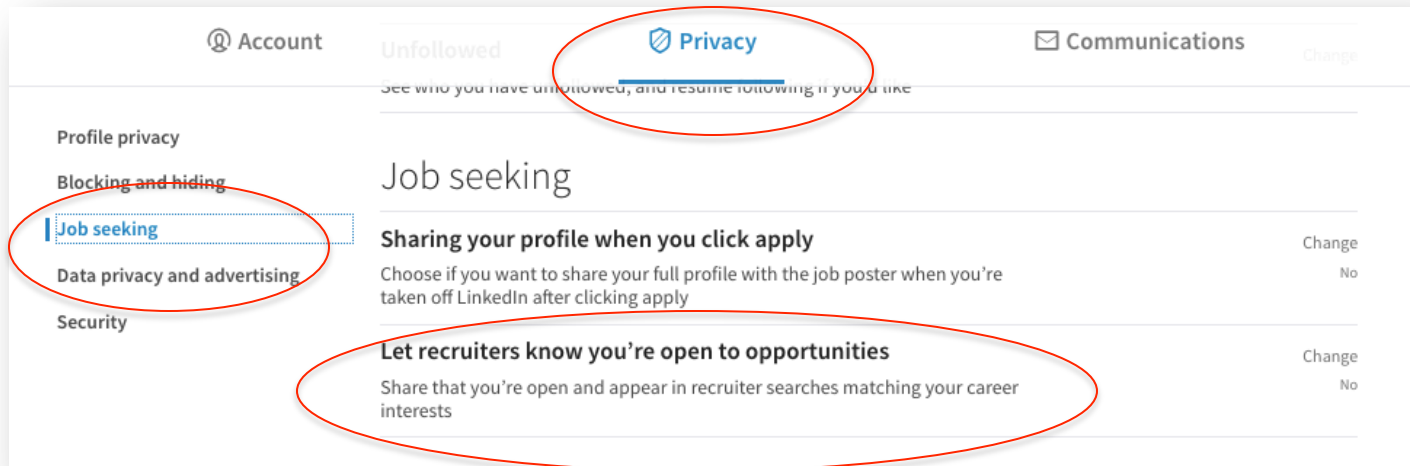 Account
Privacy
Communications
Unfollowed
Change
See who you have unfollowed, and resume following if you'd like
Profile privacy
Blocking and hiding
Job seeking
Data privacy and advertising
Security
Job seeking
Sharing your profile when you click apply
Change
Choose if you want to share your full profile with the job poster when you're
No
taken off LinkedIn after clicking apply
Let recruiters know you're open to opportunities
Change
Share that you're open and appear in recruiter searches matching your career
No
interests